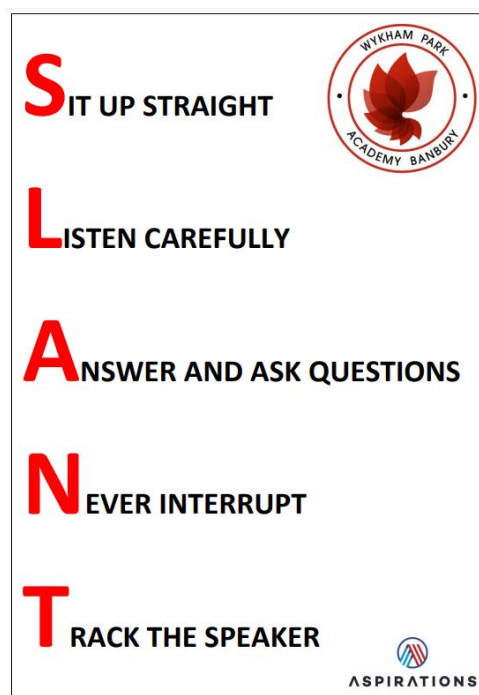 WYKHAM PARK
ACADEMY BANBURY
SIT UP STRAIGHT
LISTEN CAREFULLY
ANSWER AND ASK QUESTIONS
NEVER INTERRUPT
TRACK THE SPEAKER
ASPIRATIONS